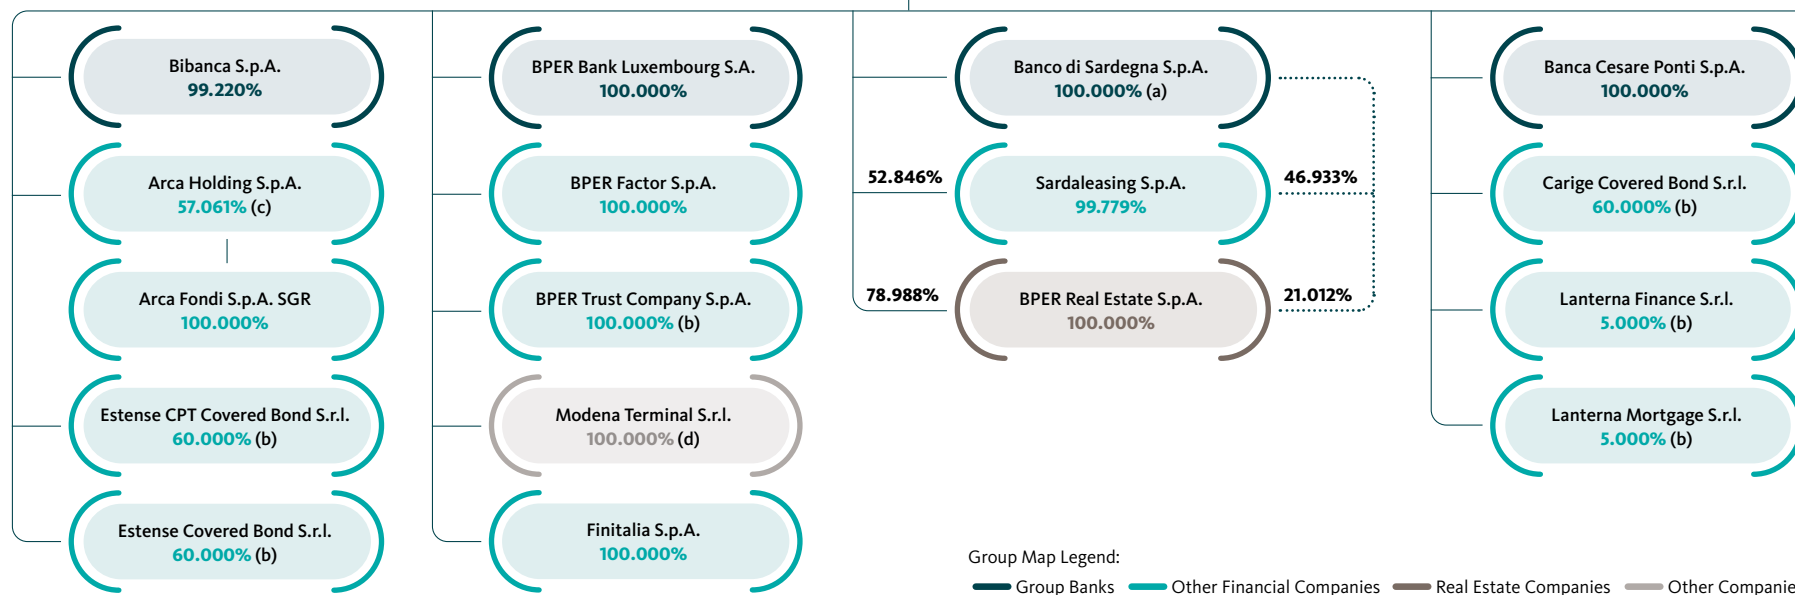 Bibanca S.p.A.
99.220%
Arca Holding S.p.A.
57.061% (c)
Arca Fondi S.p.A. SGR
100.000%
Estense CPT Covered Bond S.r.l.
60.000% (b)
Estense Covered Bond S.r.l.
60.000% (b)
BPER Bank Luxembourg S.A.
100.000%
BPER Factor S.p.A.
100.000%
BPER Trust Company S.p.A.
100.000% (b)
Modena Terminal S.r.l.
100.000% (d)
Finitalia S.p.A.
100.000%
Banco di Sardegna S.p.A.
100.000% (a)
52.846%
Sardaleasing S.p.A.
99.779%
46.933%
78.988%
BPER Real Estate S.p.A.
100.000%
21.012%
Banca Cesare Ponti S.p.A.
100.000%
Carige Covered Bond S.r.l.
60.000% (b)
Lanterna Finance S.r.l.
5.000% (b)
Lanterna Mortgage S.r.l.
5.000% (b)
Group Map Legend:
Group Banks Other Financial Companies Real Estate Companies Other Companie